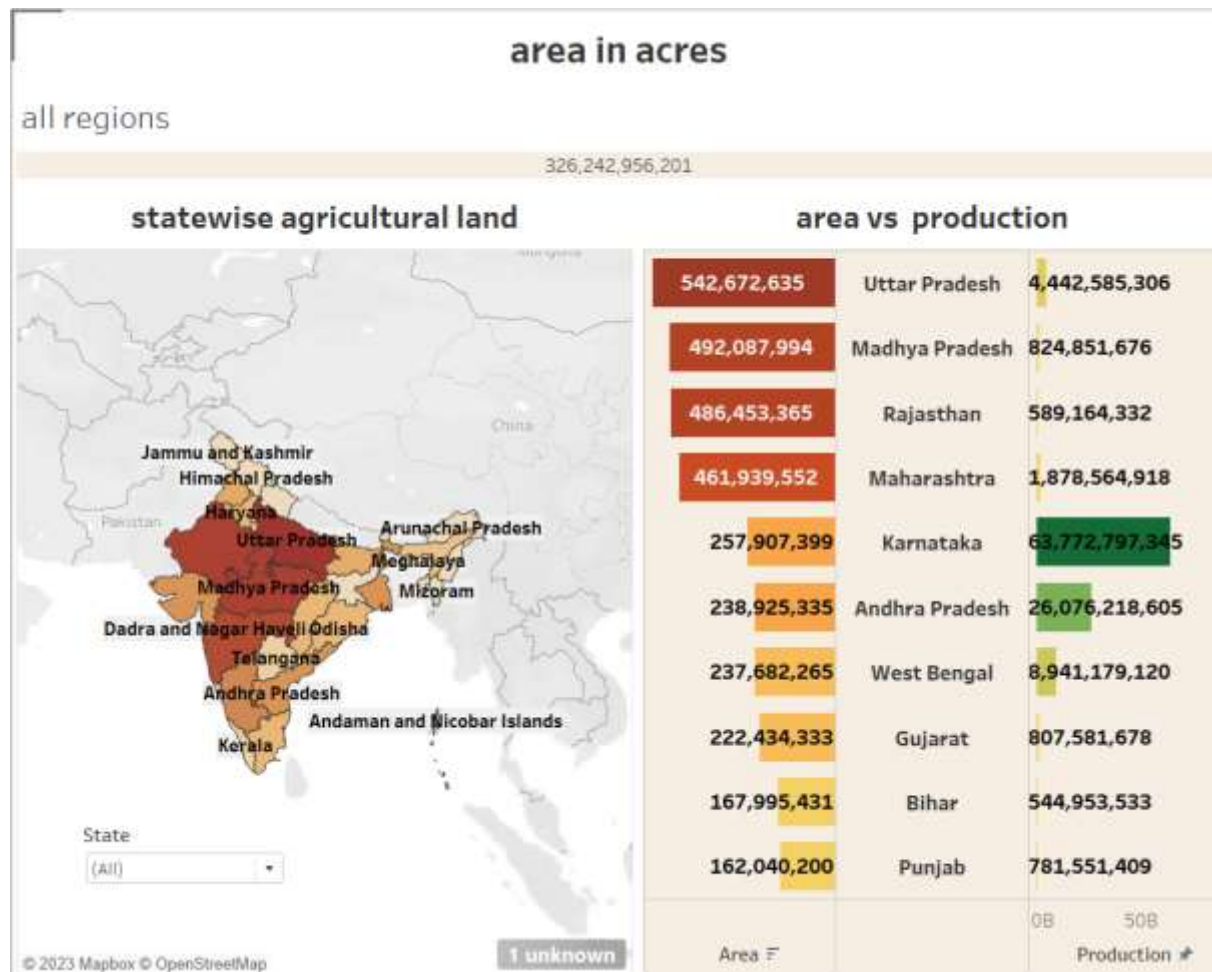 area in acres
all regions
326,242,956,201
statewise agricultural land
area vs production
China
Pakistan
Jammu and Kashmir
Himachal Pradesh
Haryana
Uttar Pradesh
Arunachal Pradesh
Meghalaya
Madhya Pradesh
Mizoram
Dadra and Nagar Haveli
Odisha
Telangana
Andhra Pradesh
Andaman and Nicobar Islands
Kerala
State
(All)
© 2023 Mapbox © OpenStreetMap
1 unknown
542,672,635 Uttar Pradesh 4,442,585,306
492,087,994 Madhya Pradesh 824,851,676
486,453,365 Rajasthan 589,164,332
461,939,552 Maharashtra 1,878,564,918
257,907,399 Karnataka 63,772,797,345
238,925,335 Andhra Pradesh 26,076,218,605
237,682,265 West Bengal 8,941,179,120
222,434,333 Gujarat 807,581,678
167,995,431 Bihar 544,953,533
162,040,200 Punjab 781,551,409
0B 50B
Area Production